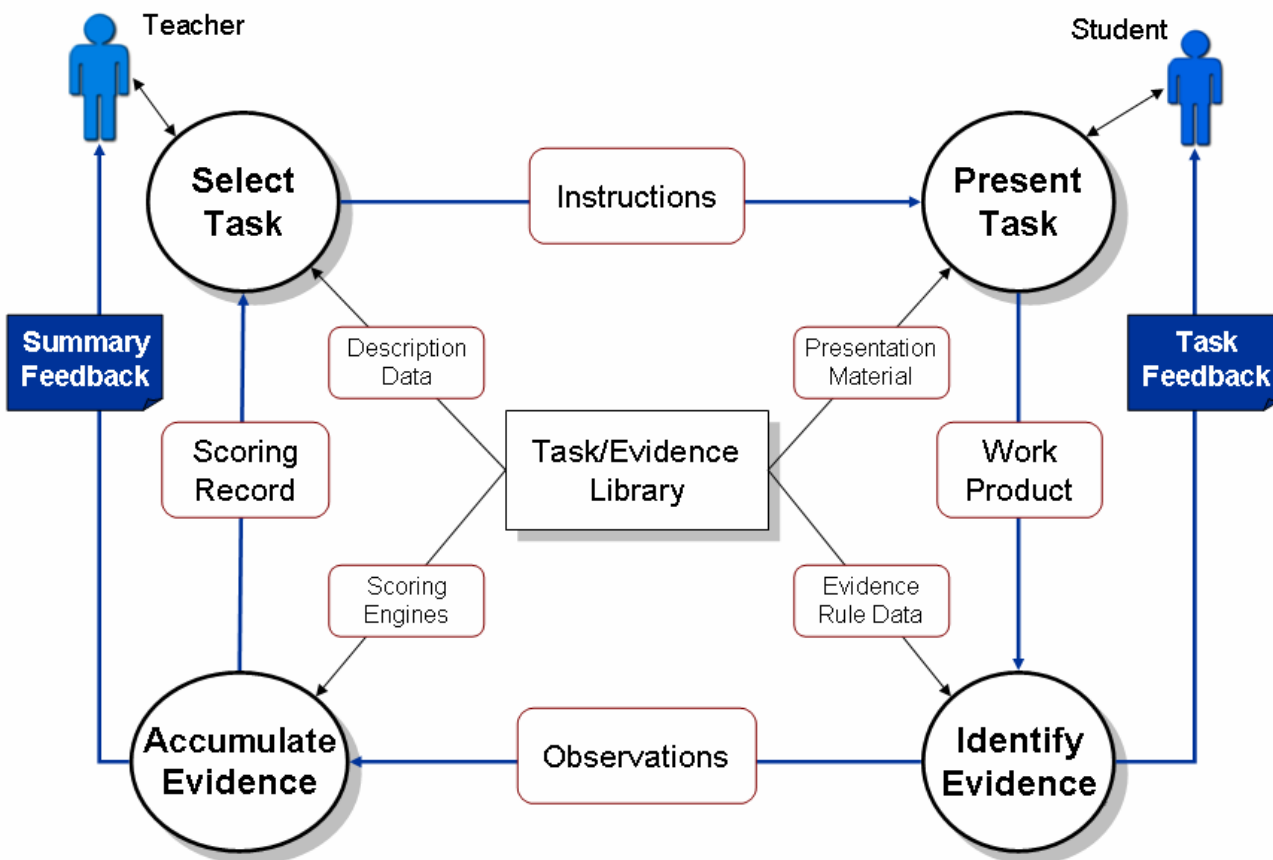 Teacher
Student
Select
Task
Instructions
Present
Task
Summary
Feedback
Description
Data
Presentation
Material
Task
Feedback
Scoring
Record
Task/Evidence
Library
Work
Product
Scoring
Engines
Evidence
Rule Data
Accumulate
Evidence
Observations
Identify
Evidence